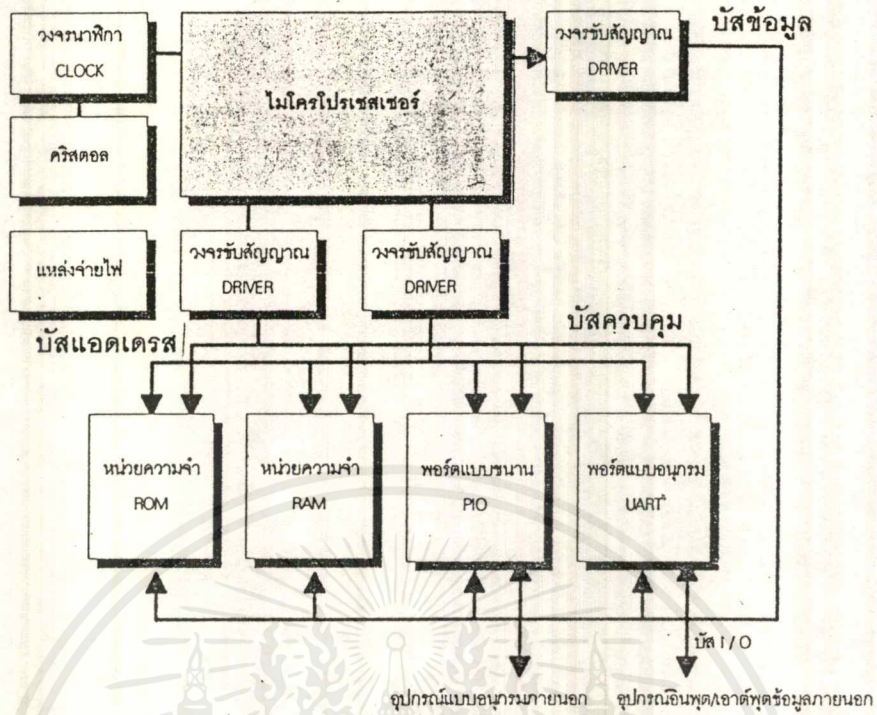 วงจรนาฬิกา
CLOCK
คริสตอล
แหล่งจ่ายไฟ
ไมโครโปรเซสเซอร์
วงจรขับสัญญาณ
DRIVER
บัสข้อมูล
วงจรขับสัญญาณ
DRIVER
วงจรขับสัญญาณ
DRIVER
บัสแอดเดรส
บัสควบคุม
หน่วยความจำ
ROM
หน่วยความจำ
RAM
พอร์ตแบบขนาน
PIO
พอร์ตแบบอนุกรม
UART
บัส I/O
อุปกรณ์แบบอนุกรมภายนอก
อุปกรณ์อินพุต/เอาต์พุตข้อมูลภายนอก